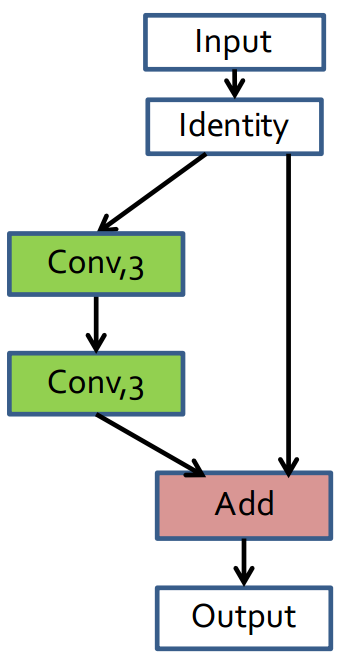 Input
Identity
Conv,3
Conv,3
Add
Output